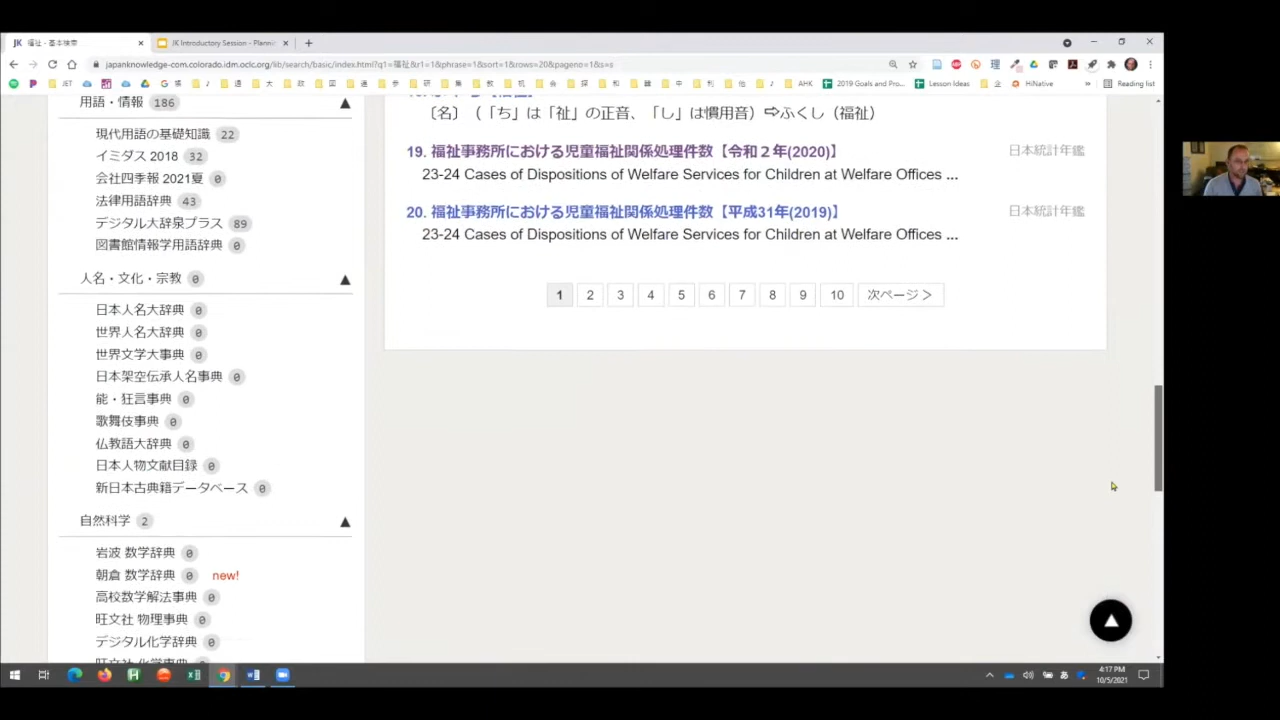 JK 福祉 - 基本検索
JK Introductory Session - Plannin
japanknowledge-com.colorado.idm.oclc.org/lib/search/basic/index.html?q1=福祉&r1=1&phrase=1&sort=1&rows=20&pageno=1&s=s
JET
2019 Goals and Pro...
Lesson Ideas
HiNative
AHK
Reading list
用語・情報 186
現代用語の基礎知識 22
イミダス 2018 32
会社四季報 2021夏 0
法律用語辞典 43
デジタル大辞泉プラス 89
図書館情報学用語辞典 0
人名・文化・宗教 0
日本人名大辞典 0
世界人名大辞典 0
世界文学大事典 0
日本架空伝承人名事典 0
能・狂言事典 0
歌舞伎事典 0
仏教語大辞典 0
日本人物文献目録 0
新日本古典籍データベース 0
自然科学 2
岩波 数学辞典 0
朝倉 数学辞典 0 new!
高校数学解法事典 0
旺文社 物理事典 0
デジタル化学辞典 0
〔名〕（「ち」は「祉」の正音、「し」は慣用音）⇨ふくし（福祉）
19. 福祉事務所における児童福祉関係処理件数【令和２年(2020)】
日本統計年鑑
23-24 Cases of Dispositions of Welfare Services for Children at Welfare Offices ...
20. 福祉事務所における児童福祉関係処理件数【平成31年(2019)】
日本統計年鑑
23-24 Cases of Dispositions of Welfare Services for Children at Welfare Offices ...
1 2 3 4 5 6 7 8 9 10 次ページ >
4:17 PM
10/5/2021